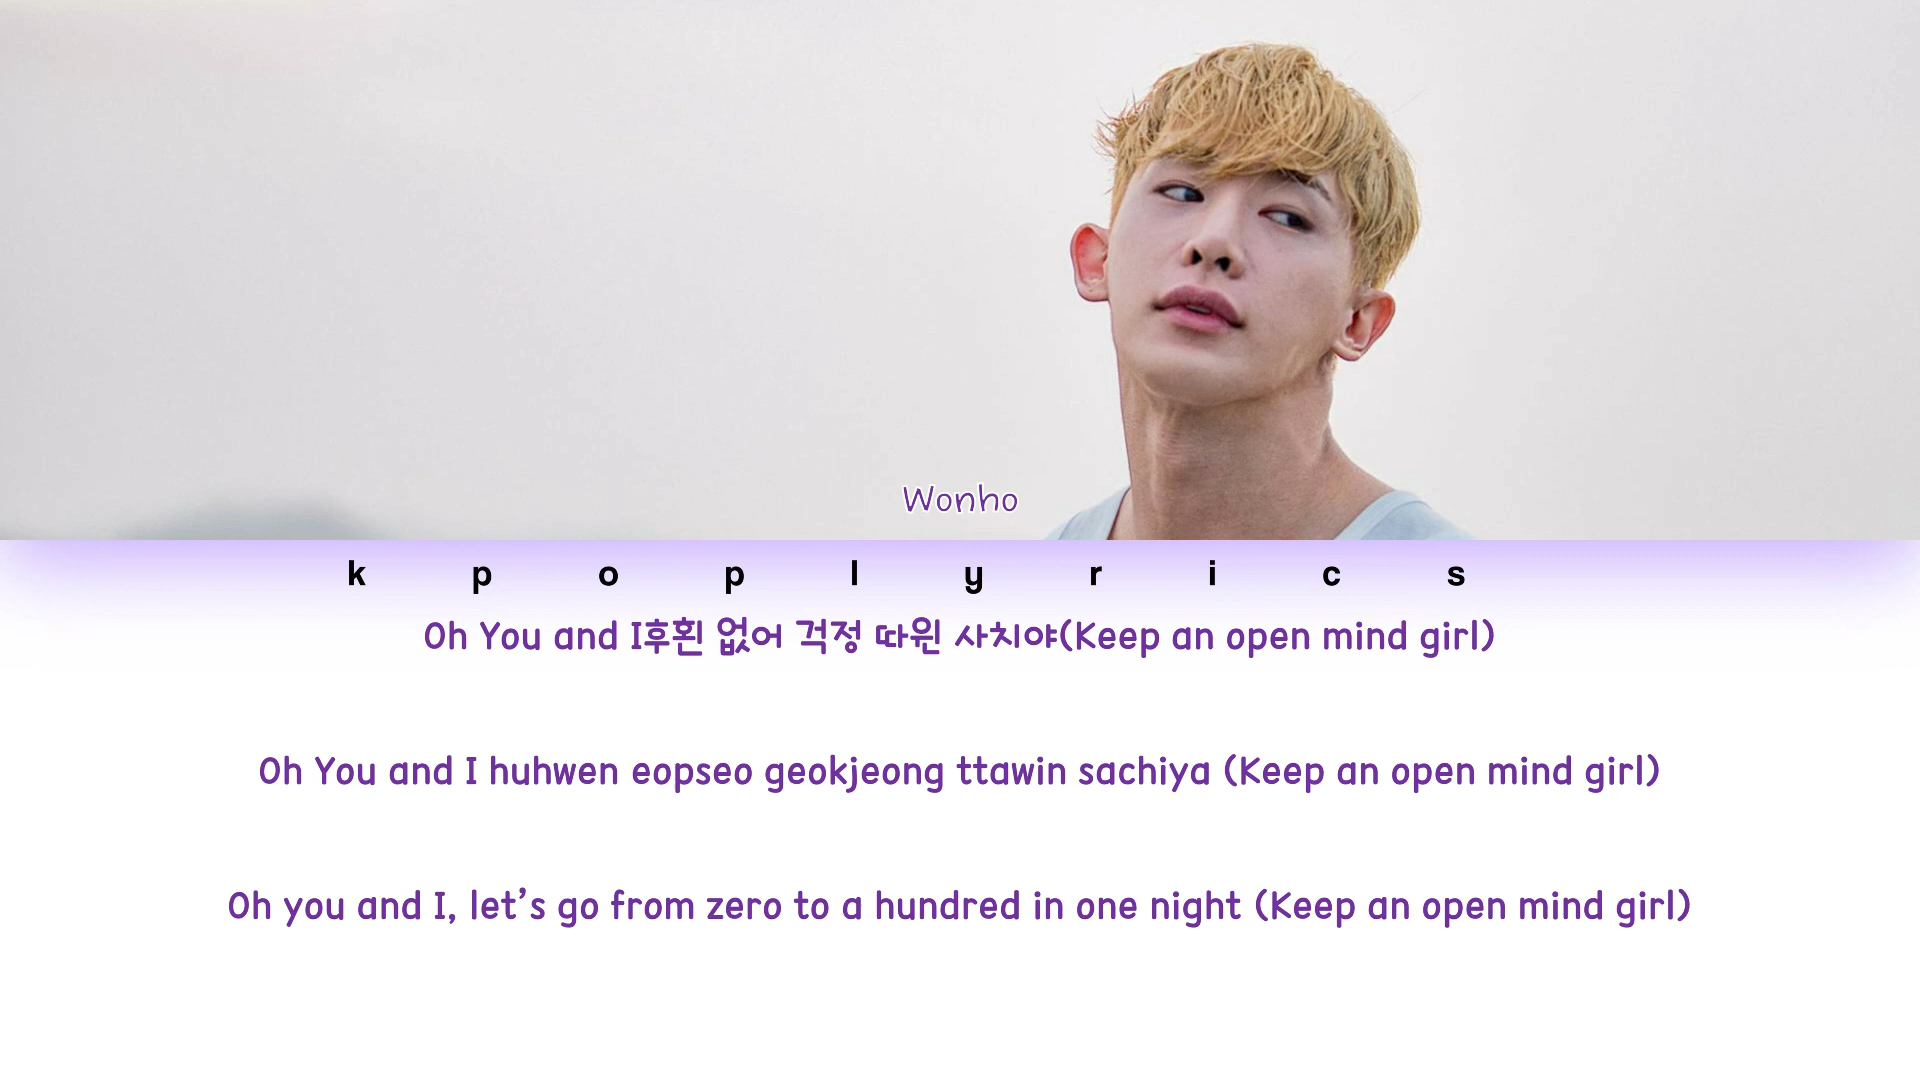 Wonho
k p o p l y r i c s
Oh You and I후횐 없어 걱정 따윈 사치야(Keep an open mind girl)
Oh You and I huhwen eopseo geokjeong ttawin sachiya (Keep an open mind girl)
Oh you and I, let’s go from zero to a hundred in one night (Keep an open mind girl)